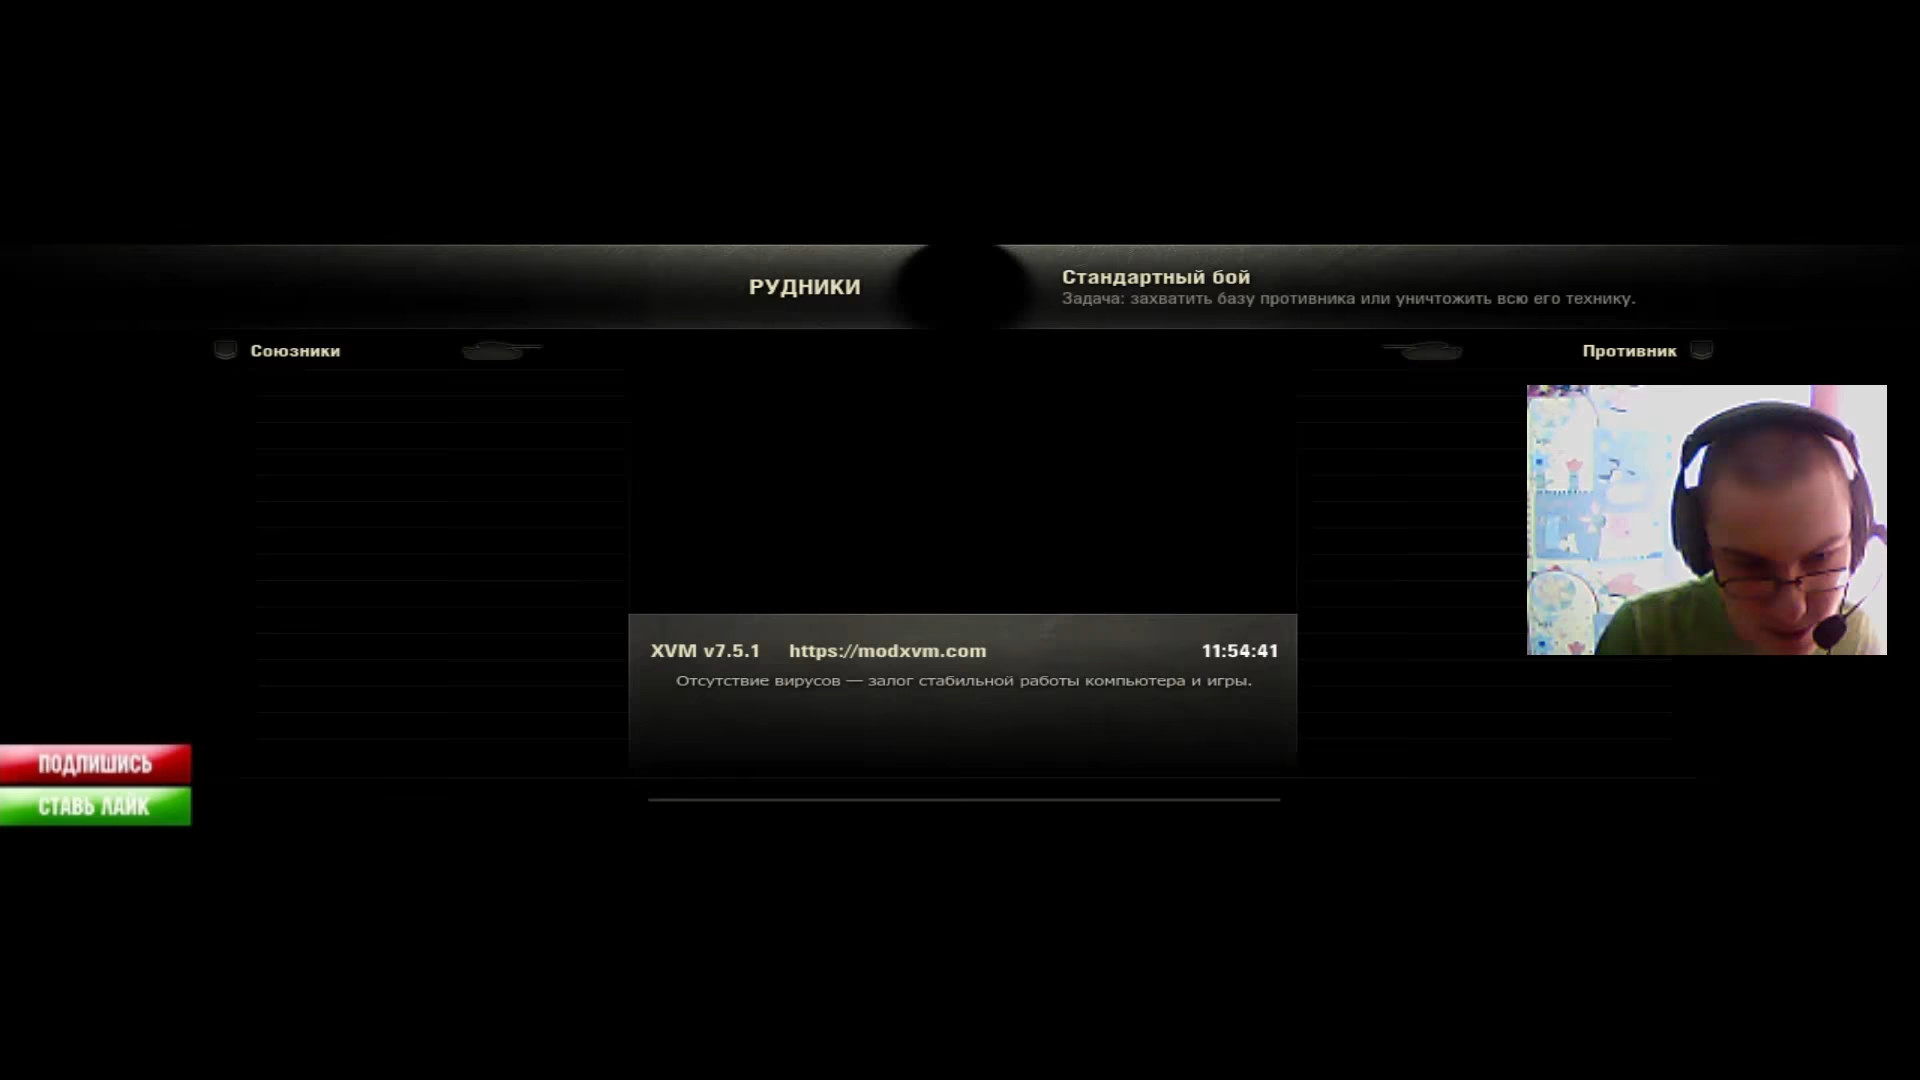 РУДНИКИ
Стандартный бой
Задача: захватить базу противника или уничтожить всю его технику.
Союзники
Противник
XVM v7.5.1 https://modxvm.com 11:54:41
Отсутствие вирусов — залог стабильной работы компьютера и игры.
ПОДПИШИСЬ
СТАВЬ ЛАЙК